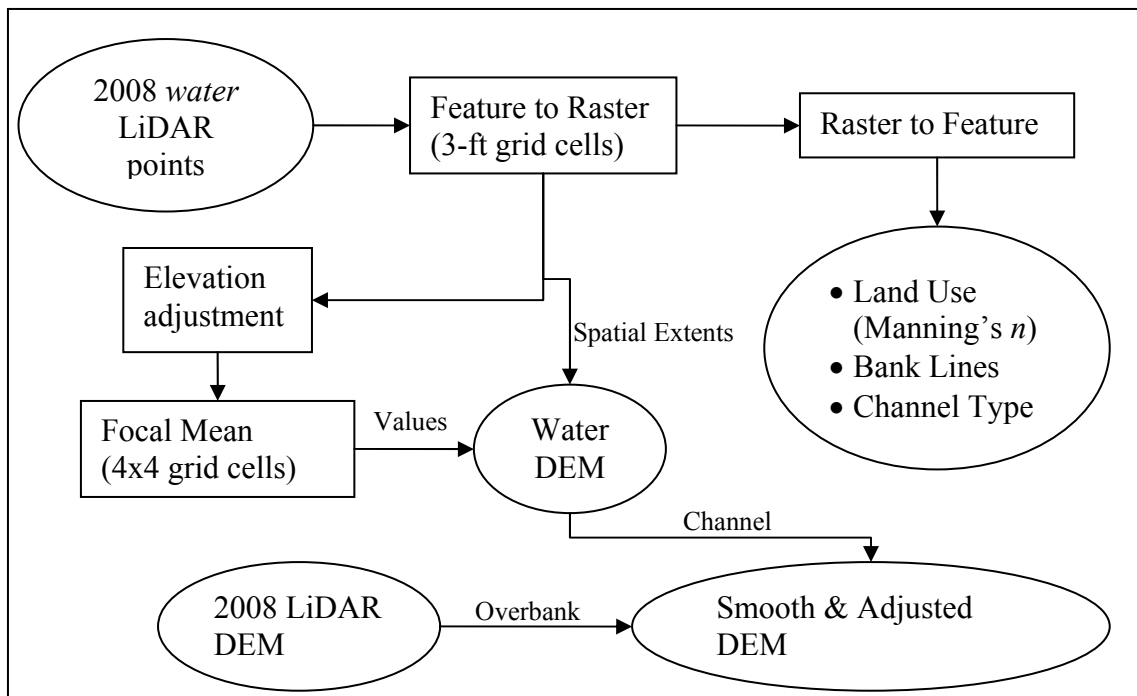 2008 water
LiDAR
points
Feature to Raster
(3-ft grid cells)
Raster to Feature
Elevation
adjustment
Spatial Extents
• Land Use
(Manning's n)
• Bank Lines
• Channel Type
Focal Mean
(4x4 grid cells)
Values
Water
DEM
Channel
2008 LiDAR
DEM
Overbank
Smooth & Adjusted
DEM